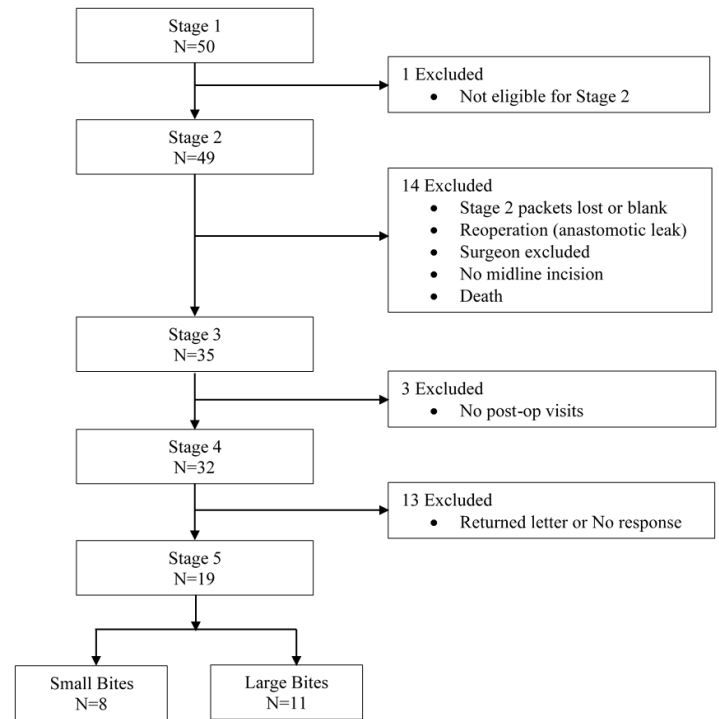 Stage 1
N=50
1 Excluded
• Not eligible for Stage 2
Stage 2
N=49
14 Excluded
• Stage 2 packets lost or blank
• Reoperation (anastomotic leak)
• Surgeon excluded
• No midline incision
• Death
Stage 3
N=35
3 Excluded
• No post-op visits
Stage 4
N=32
13 Excluded
• Returned letter or No response
Stage 5
N=19
Small Bites
N=8
Large Bites
N=11